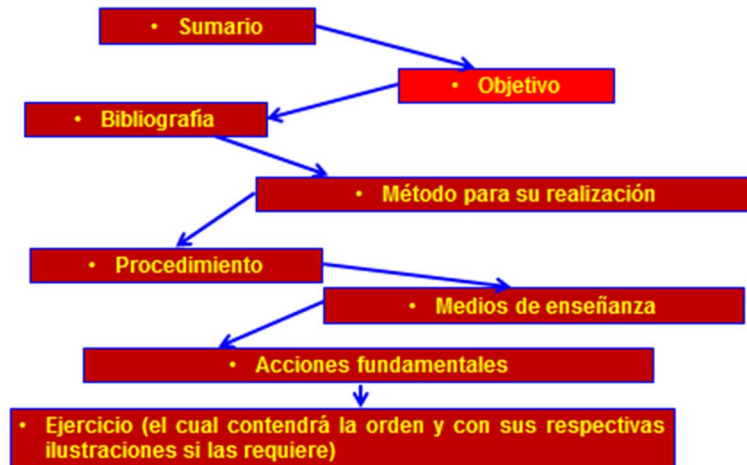 • Sumario
• Objetivo
• Bibliografía
• Método para su realización
• Procedimiento
• Medios de enseñanza
• Acciones fundamentales
• Ejercicio (el cual contendrá la orden y con sus respectivas
ilustraciones si las requiere)